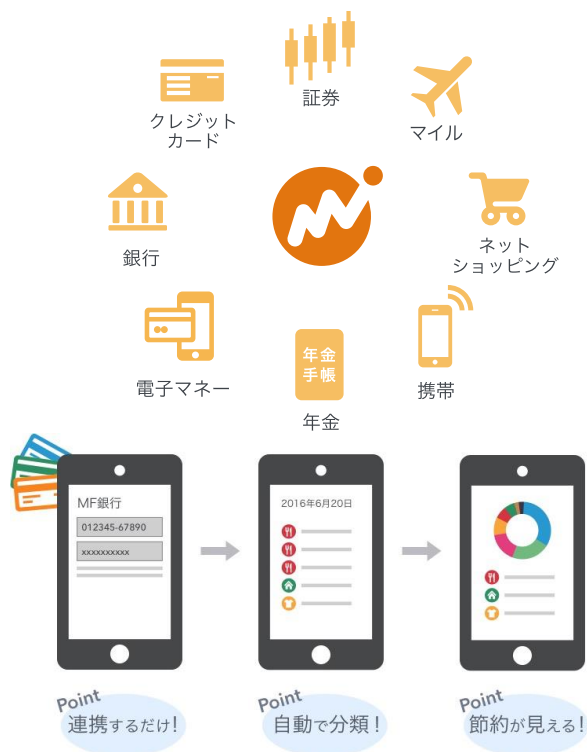 証券
クレジット
カード
マイル
銀行
ネット
ショッピング
電子マネー
年金
手帳
年金
携帯
MF銀行
012345-67890
xxxxxxxxxx
2016年6月20日
Point
連携するだけ!
Point
自動で分類!
Point
節約が見える!